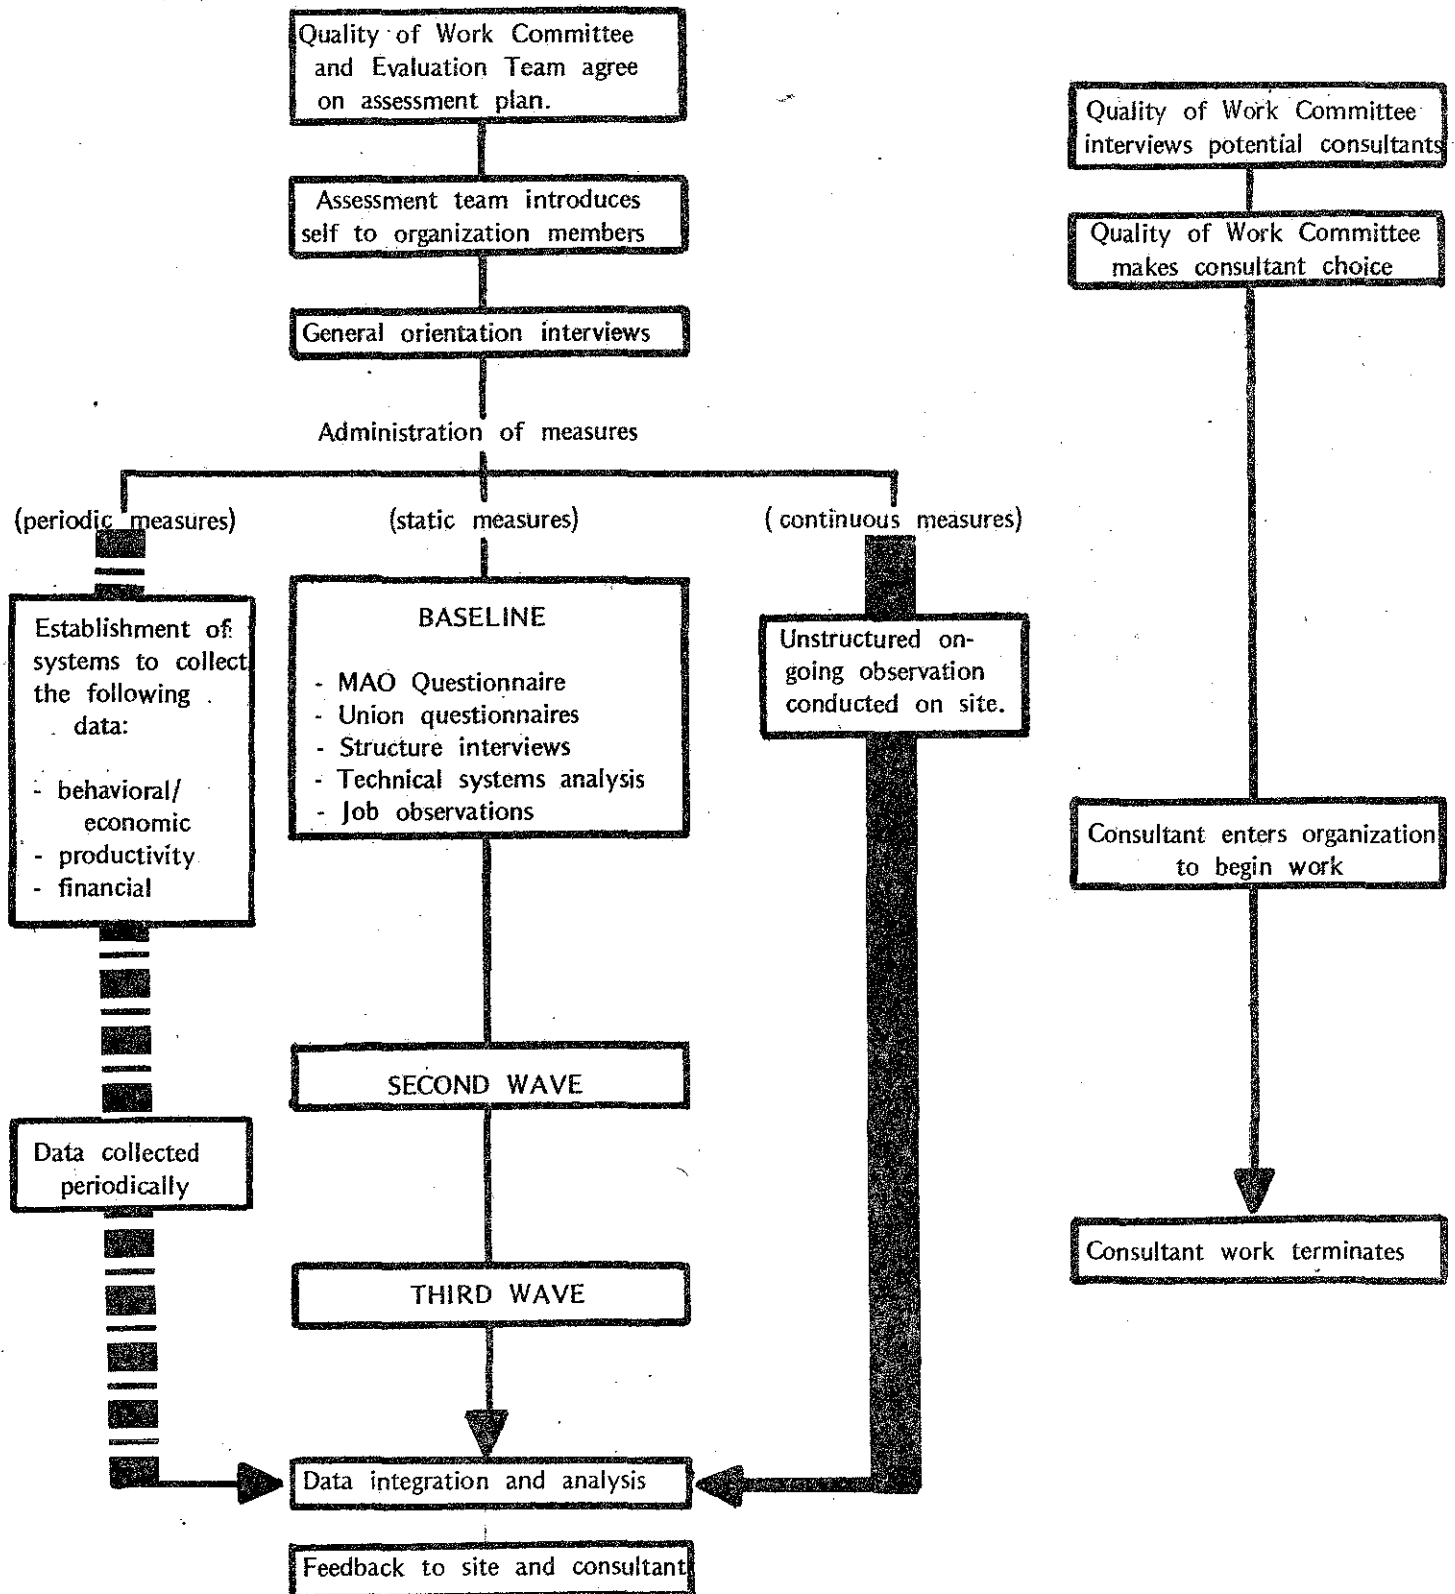 Quality of Work Committee
and Evaluation Team agree
on assessment plan.
Assessment team introduces
self to organization members
General orientation interviews
Administration of measures
(periodic measures)
(static measures)
(continuous measures)
Establishment of
systems to collect
the following
data:
- behavioral/
economic
- productivity
- financial
BASELINE
- MAO Questionnaire
- Union questionnaires
- Structure interviews
- Technical systems analysis
- Job observations
Unstructured on-
going observation
conducted on site.
SECOND WAVE
Data collected
periodically
THIRD WAVE
Data integration and analysis
Feedback to site and consultant
Quality of Work Committee
interviews potential consultants
Quality of Work Committee
makes consultant choice
Consultant enters organization
to begin work
Consultant work terminates